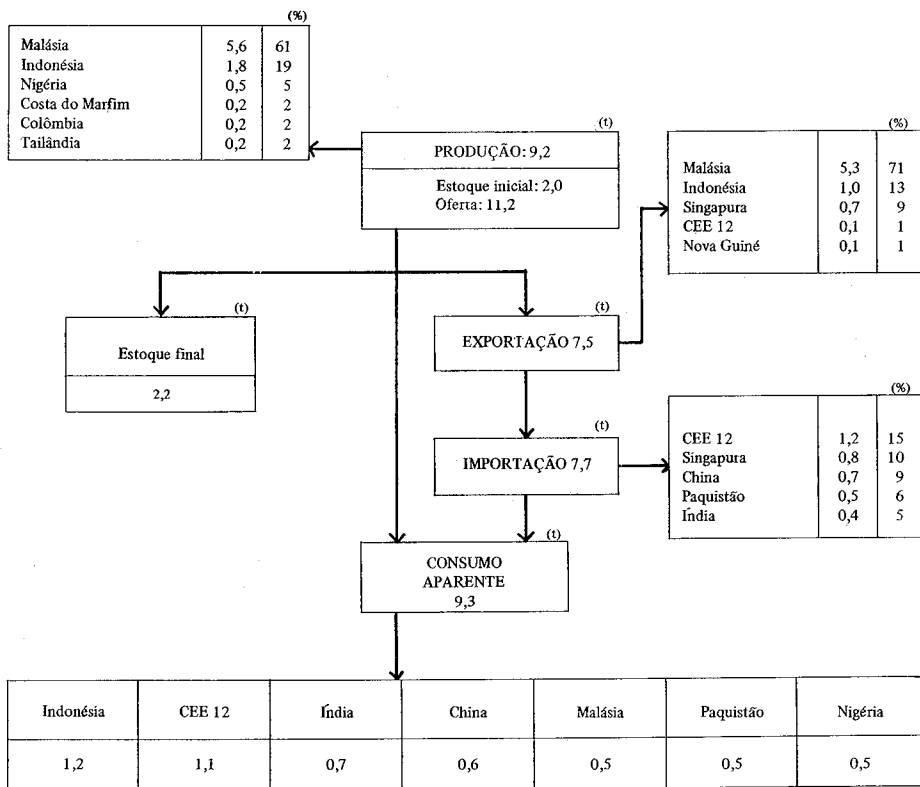 (%)
Malásia 5,6 61
Indonésia 1,8 19
Nigéria 0,5 5
Costa do Marfim 0,2 2
Colômbia 0,2 2
Tailândia 0,2 2
(t)
PRODUÇÃO: 9,2
Estoque inicial: 2,0
Oferta: 11,2
(%)
Malásia 5,3 71
Indonésia 1,0 13
Singapura 0,7 9
CEE 12 0,1 1
Nova Guiné 0,1 1
(t)
Estoque final
2,2
(t)
EXPORTAÇÃO 7,5
(t)
IMPORTAÇÃO 7,7
(%)
CEE 12 1,2 15
Singapura 0,8 10
China 0,7 9
Paquistão 0,5 6
Índia 0,4 5
(t)
CONSUMO
APARENTE
9,3
Indonésia CEE 12 Índia China Malásia Paquistão Nigéria
1,2 1,1 0,7 0,6 0,5 0,5 0,5